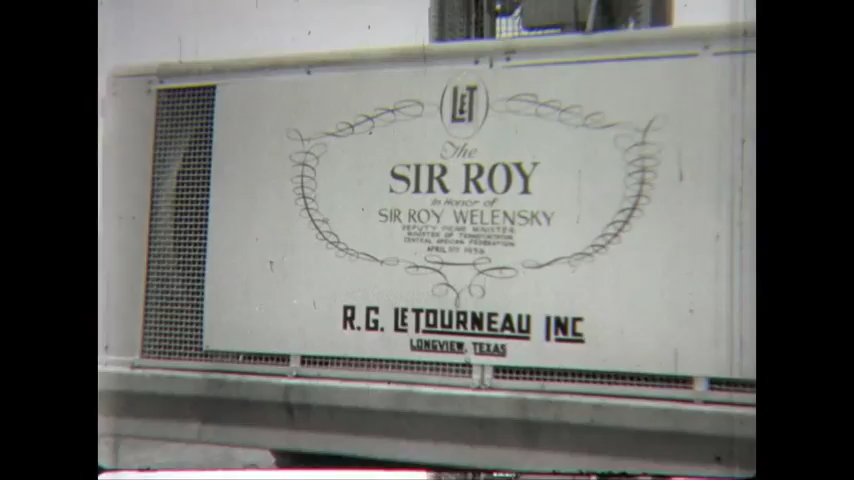 LET
The
SIR ROY
In Honor of
SIR ROY WELENSKY
DEPUTY PRIME MINISTER
MINISTER OF TRANSPORTATION
CENTRAL AFRICAN FEDERATION
R.G. LETOURNEAU INC
LONGVIEW, TEXAS